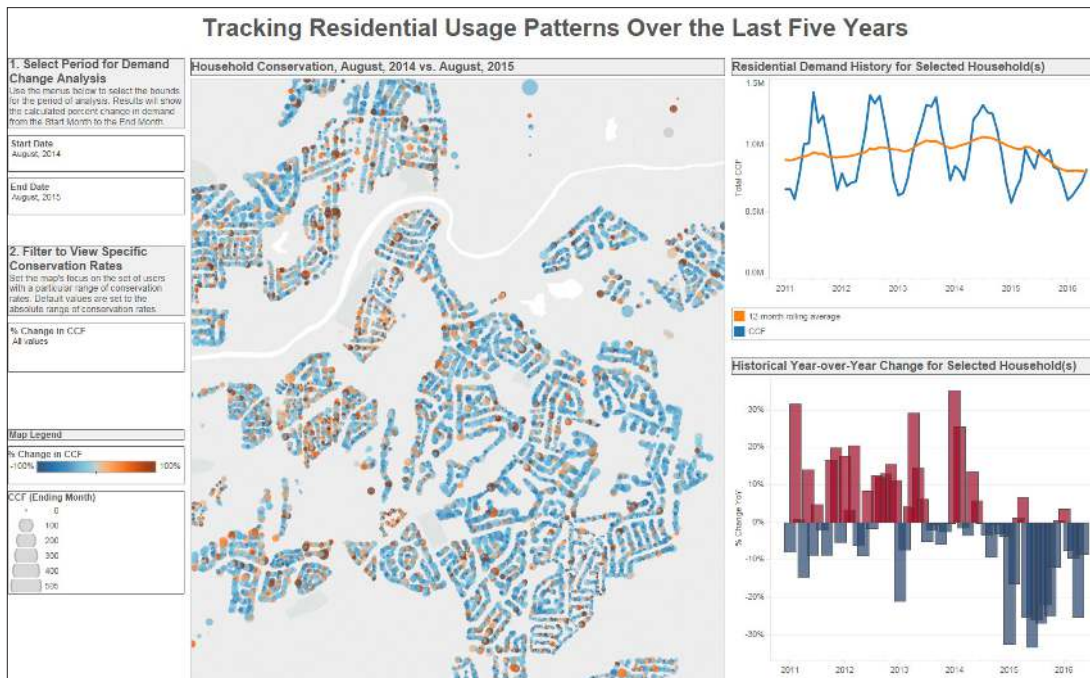 Tracking Residential Usage Patterns Over the Last Five Years
1. Select Period for Demand
Change Analysis
Use the menus below to select the bounds
for the period of analysis. Results will show
the calculated percent change in demand
from the Start Month to the End Month.
Start Date
August, 2014
End Date
August, 2015
2. Filter to View Specific
Conservation Rates
Set the map's focus on the set of users
with a particular range of conservation
rates. Default values are set to the
absolute range of conservation rates.
% Change in CCF
All values
Map Legend
% Change in CCF
-100% 100%
CCF (Ending Month)
0
100
200
300
400
505
Household Conservation, August, 2014 vs. August, 2015
Residential Demand History for Selected Household(s)
1.5M
1.0M
0.5M
0.0M
Total CCF
2011 2012 2013 2014 2015 2016
12-month rolling average
CCF
Historical Year-over-Year Change for Selected Household(s)
30%
20%
10%
0%
-10%
-20%
-30%
% Change YoY
2011 2012 2013 2014 2015 2016